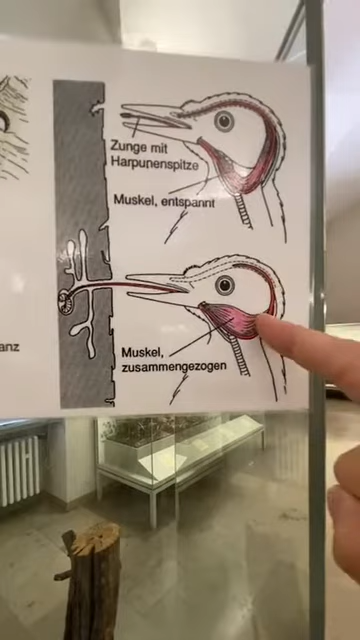 Zunge mit
Harpunenspitze
Muskel, entspannt
anz
Muskel,
zusammengezogen